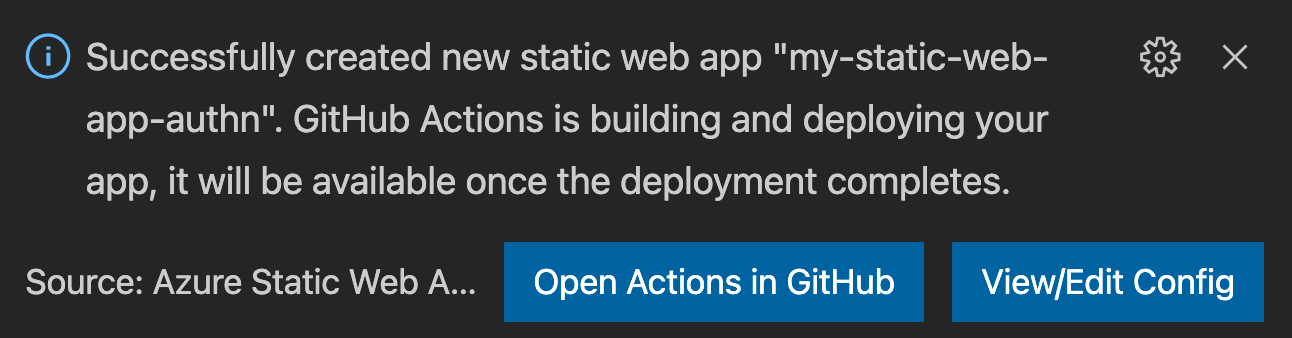 Successfully created new static web app "my-static-web-
app-authn". GitHub Actions is building and deploying your
app, it will be available once the deployment completes.
Source: Azure Static Web A... Open Actions in GitHub View/Edit Config